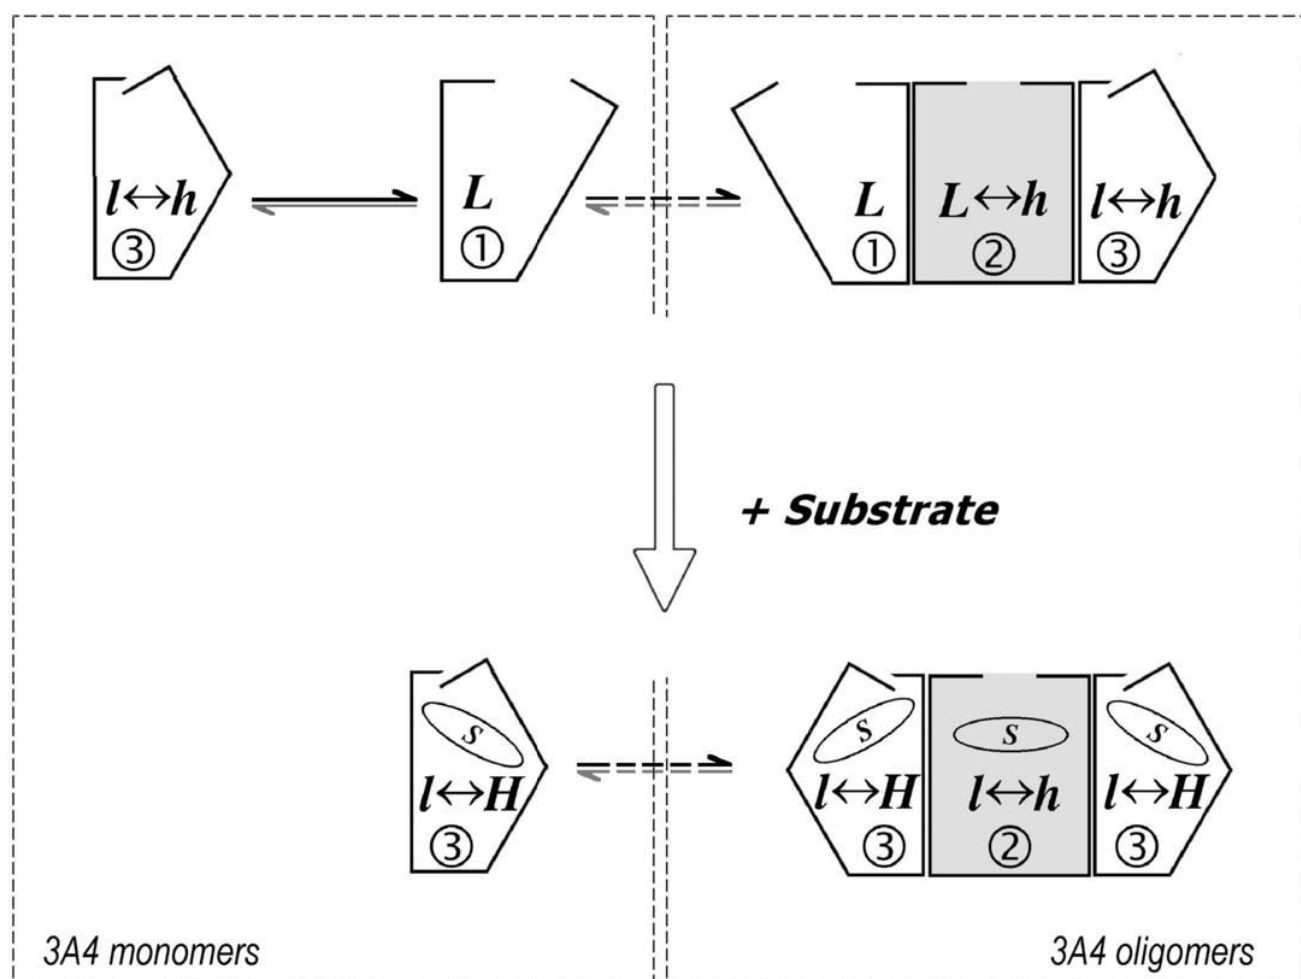 l↔h L L L↔h l↔h
③ ① ① ② ③
+ Substrate
S S S S
l↔H l↔H l↔h l↔H
③ ③ ② ③
3A4 monomers 3A4 oligomers